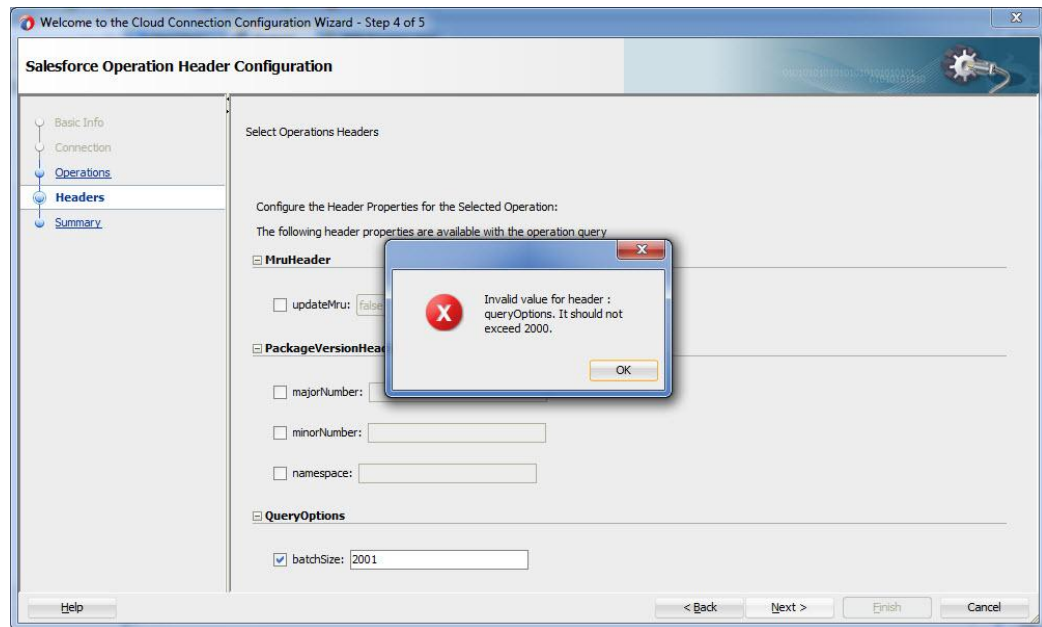 Welcome to the Cloud Connection Configuration Wizard - Step 4 of 5
Salesforce Operation Header Configuration
Basic Info
Connection
Operations
Headers
Summary
Select Operations Headers
Configure the Header Properties for the Selected Operation:
The following header properties are available with the operation query
MruHeader
updateMru: false
Invalid value for header :
queryOptions. It should not
exceed 2000.
OK
majorNumber:
minorNumber:
namespace:
QueryOptions
batchSize: 2001
Help
< Back
Next >
Finish
Cancel